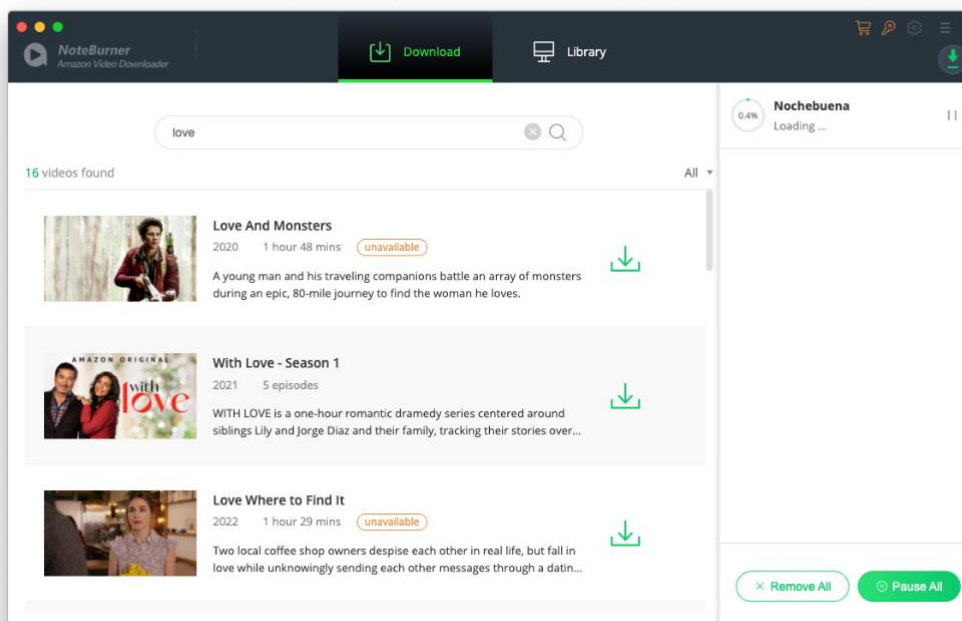 NoteBurner
Amazon Video Downloader
Download
Library
love
16 videos found
All
Love And Monsters
2020 1 hour 48 mins unavailable
A young man and his traveling companions battle an array of monsters
during an epic, 80-mile journey to find the woman he loves.
AMAZON ORIGINAL
with
love
With Love - Season 1
2021 5 episodes
WITH LOVE is a one-hour romantic dramedy series centered around
siblings Lily and Jorge Diaz and their family, tracking their stories over...
Love Where to Find It
2022 1 hour 29 mins unavailable
Two local coffee shop owners despise each other in real life, but fall in
love while unknowingly sending each other messages through a datin...
0.4%
Nochebuena
Loading ...
Remove All
Pause All